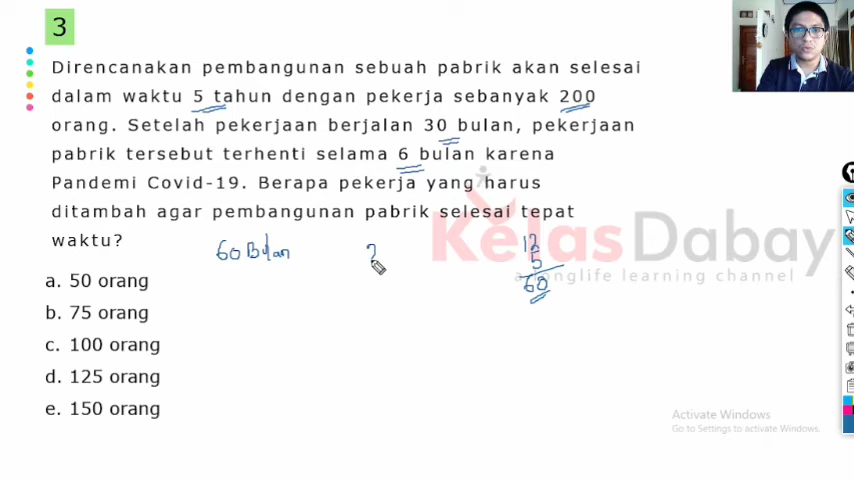 3
Direncanakan pembangunan sebuah pabrik akan selesai
dalam waktu 5 tahun dengan pekerja sebanyak 200
orang. Setelah pekerjaan berjalan 30 bulan, pekerjaan
pabrik tersebut terhenti selama 6 bulan karena
Pandemi Covid-19. Berapa pekerja yang harus
ditambah agar pembangunan pabrik selesai tepat
waktu?
60 Bulan
?
12
5
60
KelasDabay
a longlife learning channel
a. 50 orang
b. 75 orang
c. 100 orang
d. 125 orang
e. 150 orang
Activate Windows
Go to Settings to activate Windows.